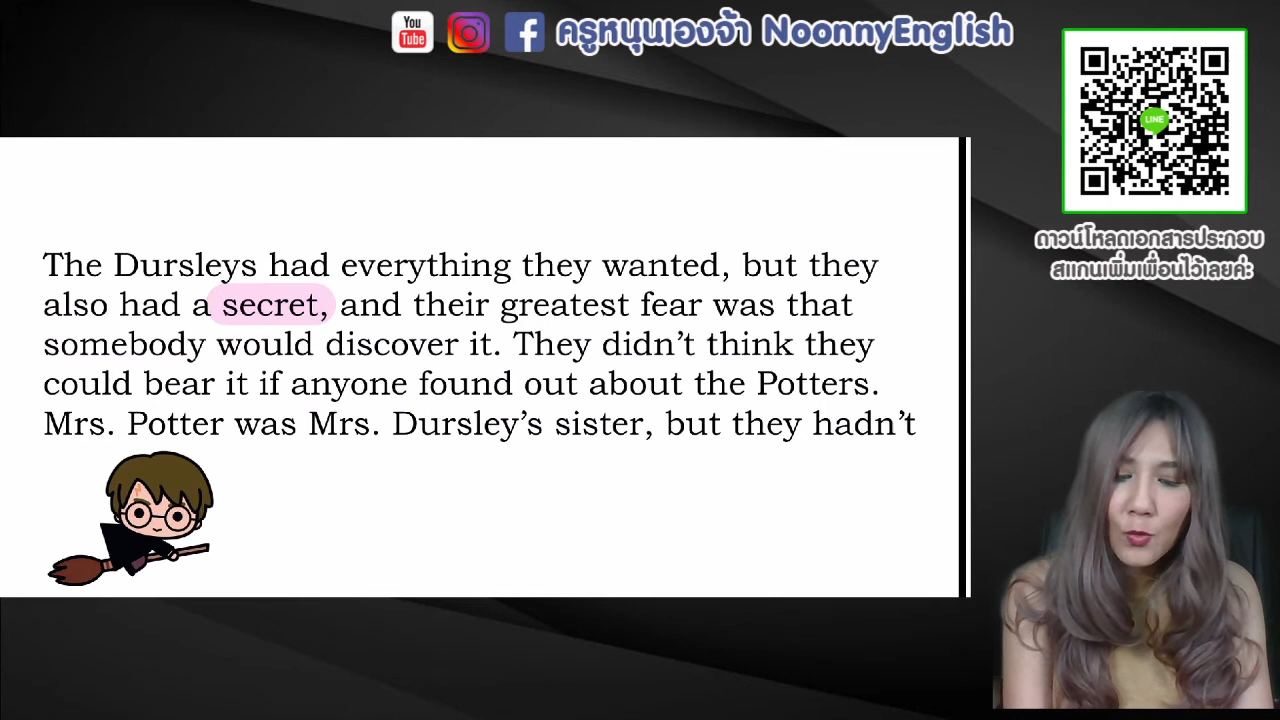 You
Tube
ครูหนุนเองจ้า NoonnyEnglish
LINE
ดาวน์โหลดเอกสารประกอบ
สแกนเพิ่มเพื่อนไว้เลยค่ะ
The Dursleys had everything they wanted, but they
also had a secret, and their greatest fear was that
somebody would discover it. They didn’t think they
could bear it if anyone found out about the Potters.
Mrs. Potter was Mrs. Dursley’s sister, but they hadn’t